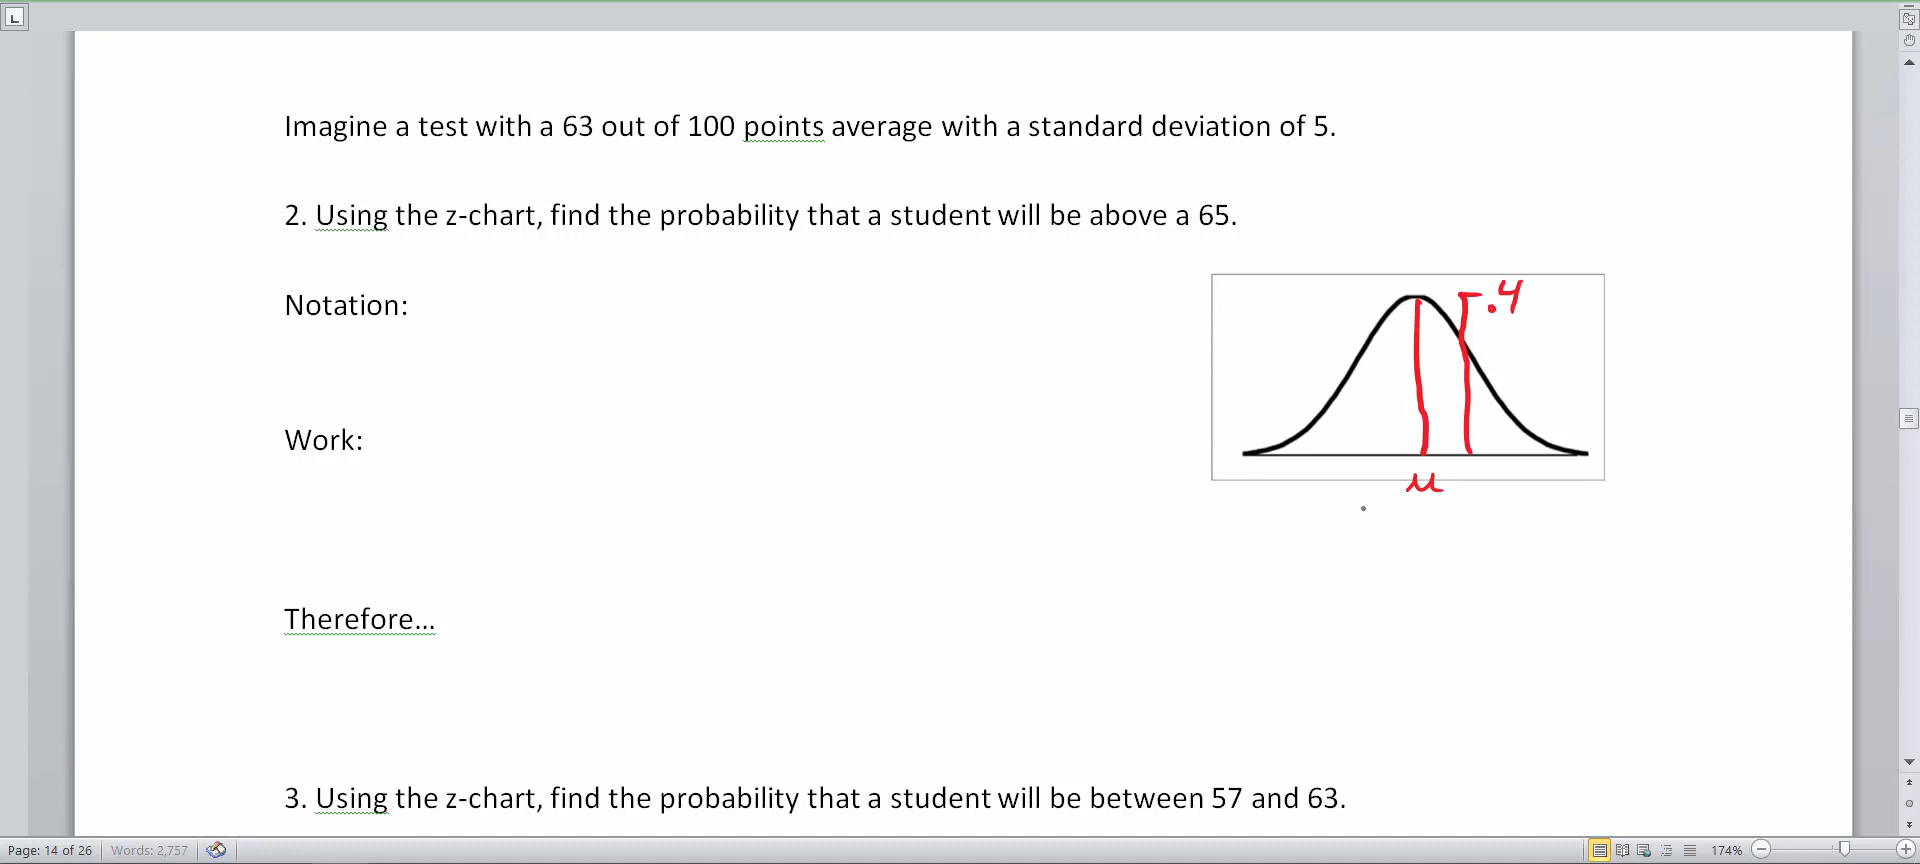 Imagine a test with a 63 out of 100 points average with a standard deviation of 5.
2. Using the z-chart, find the probability that a student will be above a 65.
Notation:
.4
Work:
μ
Therefore...
3. Using the z-chart, find the probability that a student will be between 57 and 63.
Page: 14 of 26 Words: 2,757 174%